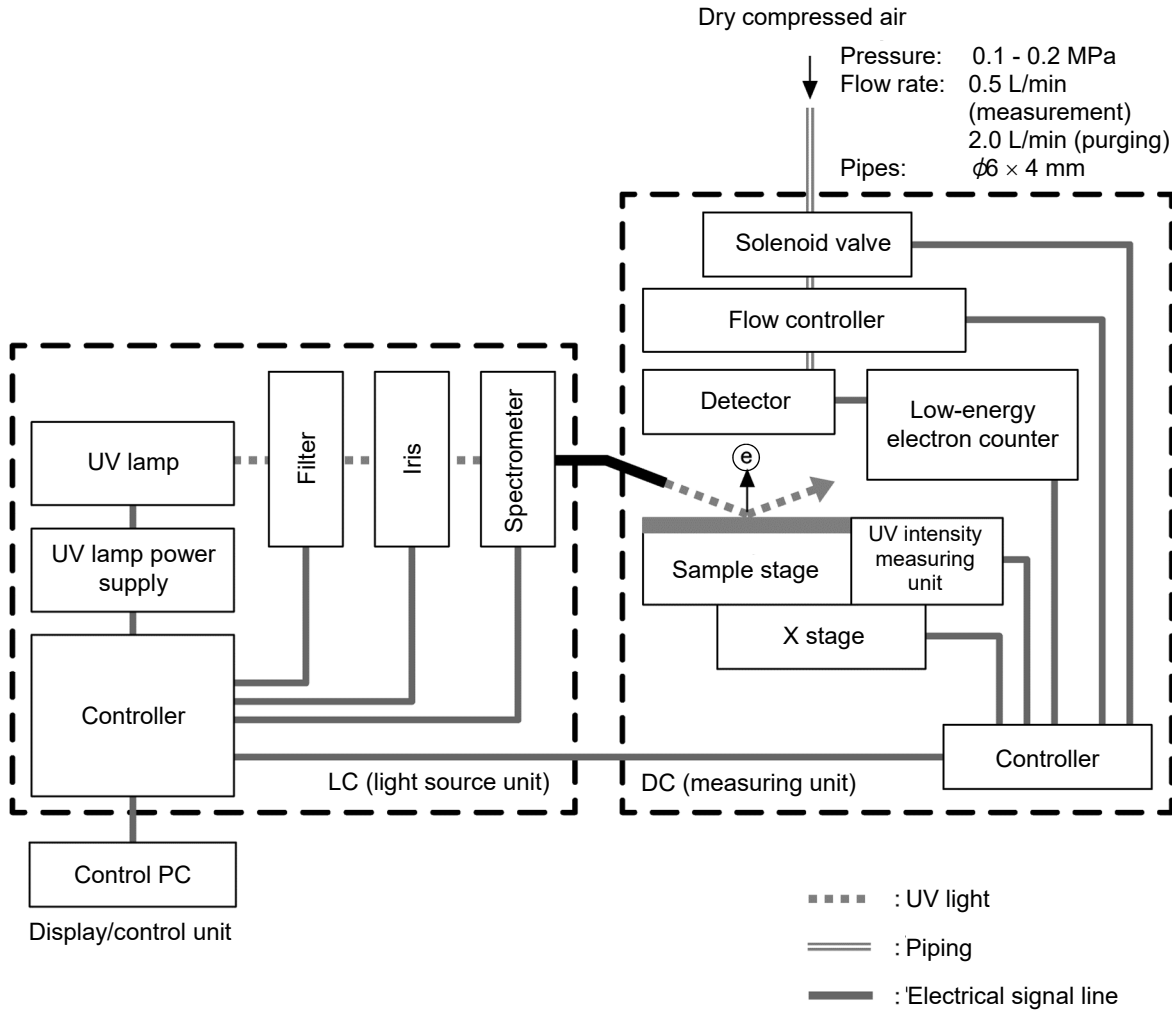 Dry compressed air
Pressure: 0.1 - 0.2 MPa
Flow rate: 0.5 L/min
(measurement)
2.0 L/min (purging)
Pipes: ϕ6 × 4 mm
Solenoid valve
Flow controller
Detector
Low-energy
electron counter
e
UV lamp
Filter
Iris
Spectrometer
UV lamp power
supply
Sample stage
UV intensity
measuring
unit
X stage
Controller
Controller
LC (light source unit)
DC (measuring unit)
Control PC
Display/control unit
: UV light
: Piping
: Electrical signal line